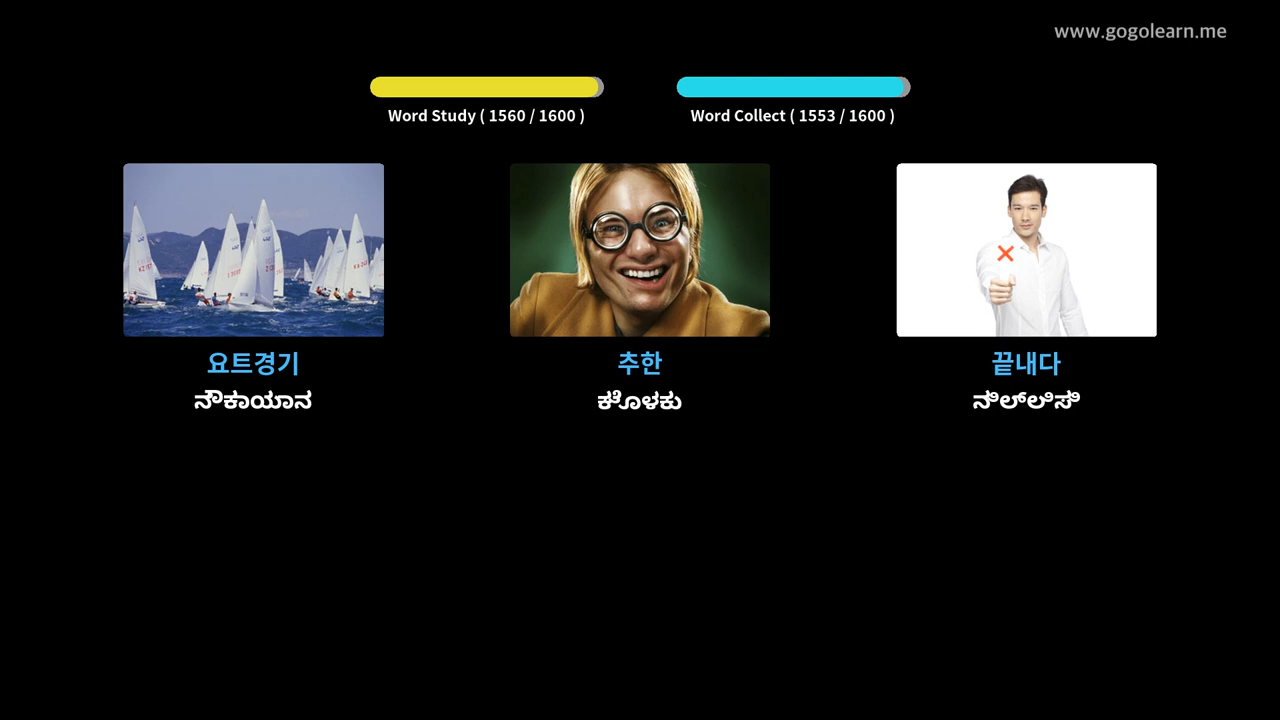 www.gogolearn.me
Word Study ( 1560 / 1600 )
Word Collect ( 1553 / 1600 )
요트경기
추한
끝내다
ನೌಕಾಯಾನ
ಕೊಳಕು
ನಿಲ್ಲಿಸಿ